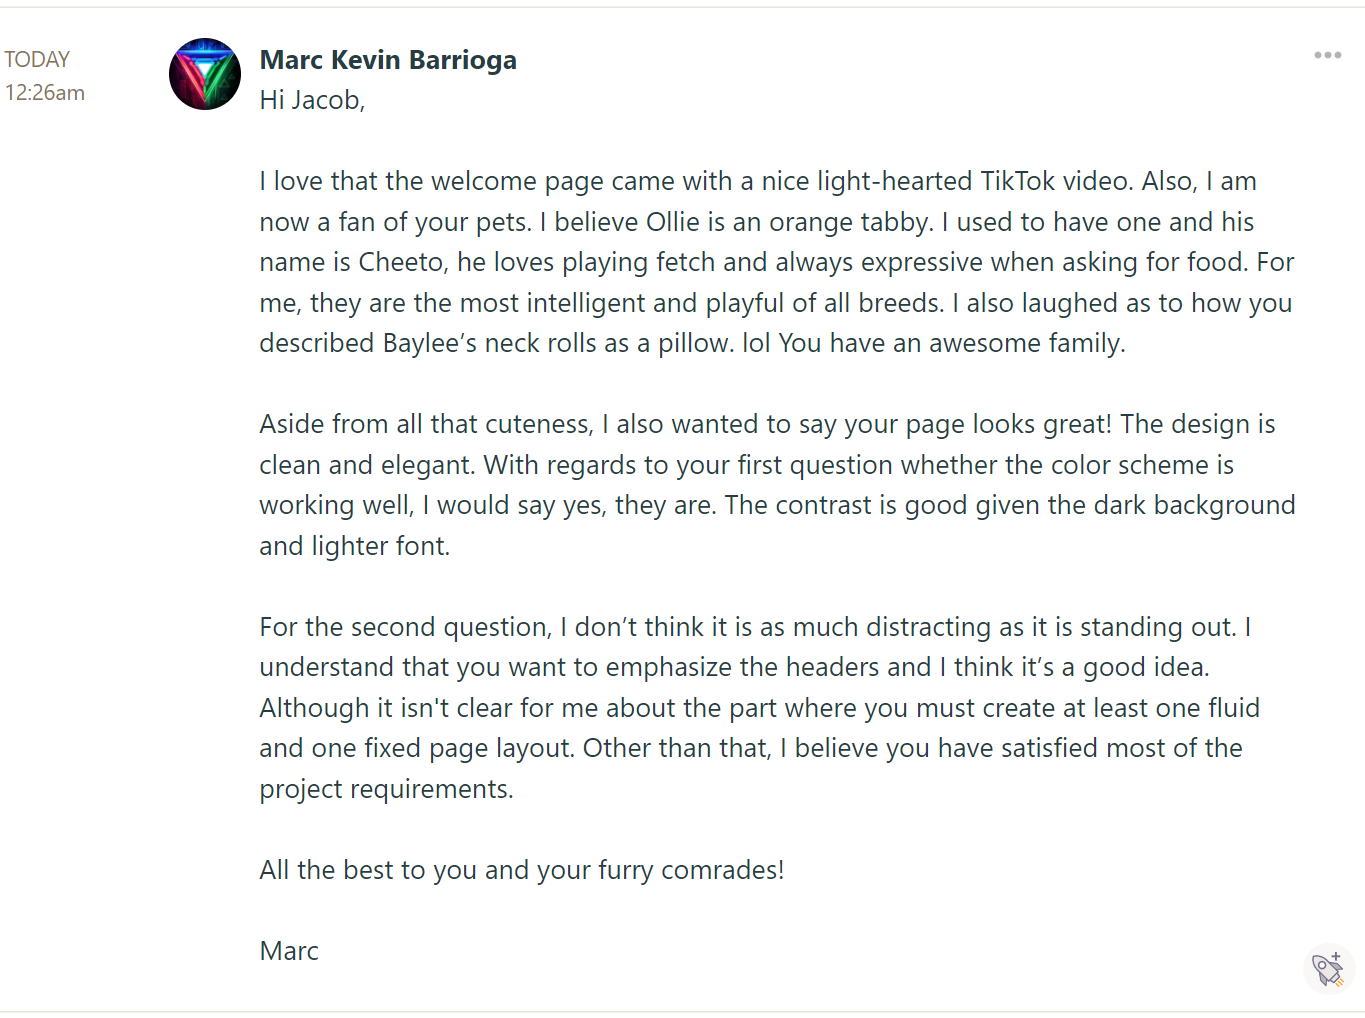 TODAY
12:26am
Marc Kevin Barrioga
Hi Jacob,
I love that the welcome page came with a nice light-hearted TikTok video. Also, I am
now a fan of your pets. I believe Ollie is an orange tabby. I used to have one and his
name is Cheeto, he loves playing fetch and always expressive when asking for food. For
me, they are the most intelligent and playful of all breeds. I also laughed as to how you
described Baylee’s neck rolls as a pillow. lol You have an awesome family.
Aside from all that cuteness, I also wanted to say your page looks great! The design is
clean and elegant. With regards to your first question whether the color scheme is
working well, I would say yes, they are. The contrast is good given the dark background
and lighter font.
For the second question, I don’t think it is as much distracting as it is standing out. I
understand that you want to emphasize the headers and I think it’s a good idea.
Although it isn't clear for me about the part where you must create at least one fluid
and one fixed page layout. Other than that, I believe you have satisfied most of the
project requirements.
All the best to you and your furry comrades!
Marc